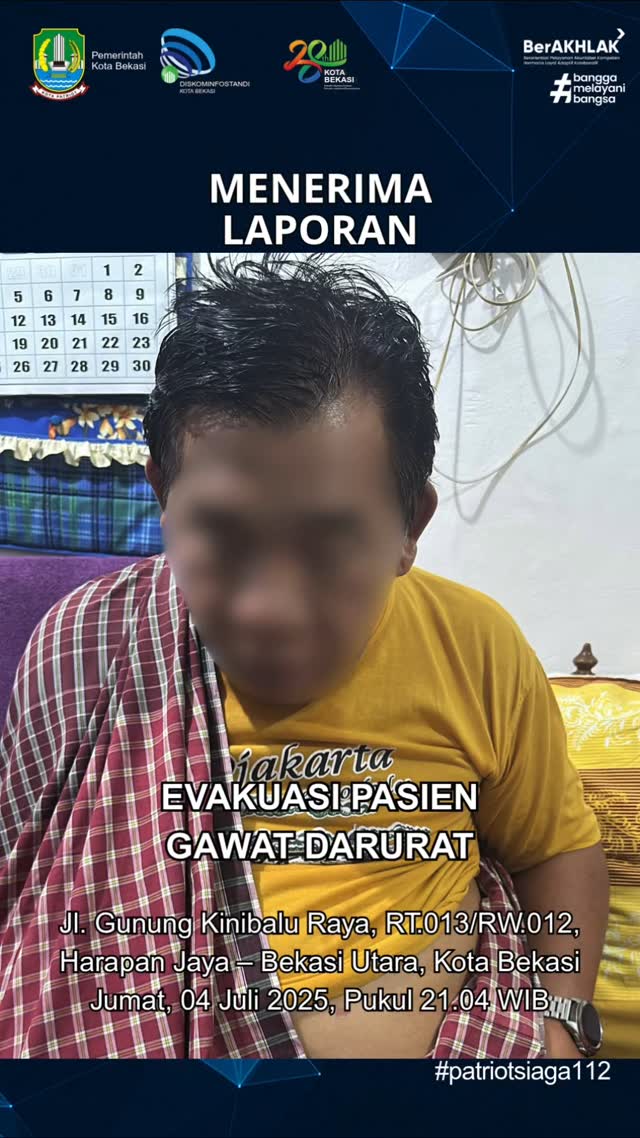 Pemerintah
Kota Bekasi
DISKOMINFOSTANDI
KOTA BEKASI
28
KOTA
BEKASI
BerAKHLAK
#bangga
melayani
bangsa
MENERIMA
LAPORAN
29 30 31 1 2
5 6 7 8 9
12 13 14 15 16
19 20 21 22 23
26 27 28 29 30
jakarta
EVAKUASI PASIEN
GAWAT DARURAT
Jl. Gunung Kinibalu Raya, RT.013/RW.012,
Harapan Jaya – Bekasi Utara, Kota Bekasi
Jumat, 04 Juli 2025, Pukul 21.04 WIB
#patriotsiaga112